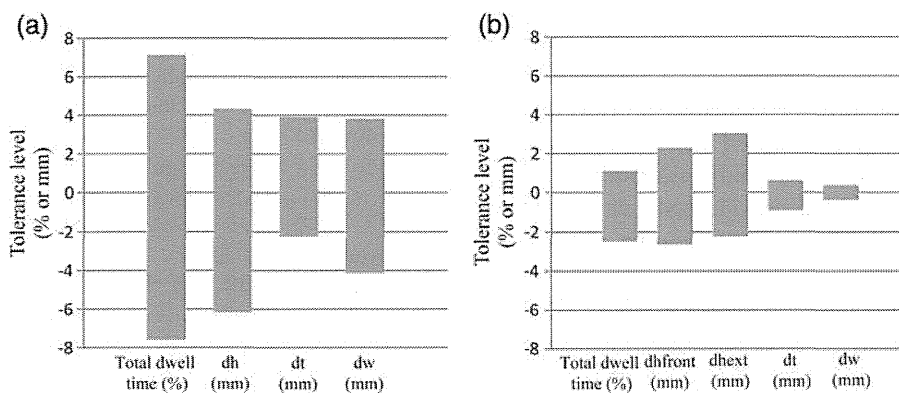 (a)
8
6
4
2
0
-2
-4
-6
-8
Tolerance level
(% or mm)
Total dwell dh dt dw
time (%) (mm) (mm) (mm)
(b)
8
6
4
2
0
-2
-4
-6
-8
Tolerance level
(% or mm)
Total dwell dhfront dhext dt dw
time (%) (mm) (mm) (mm) (mm)